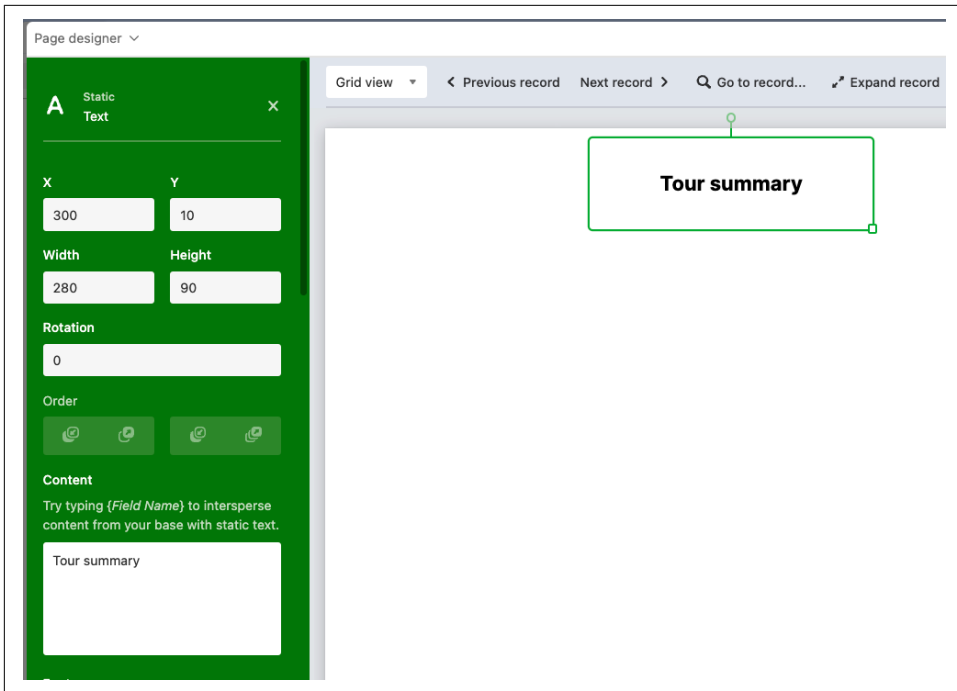 Page designer
Grid view
Previous record
Next record
Go to record...
Expand record
A
Static
Text
X
Y
300
10
Width
Height
280
90
Rotation
0
Order
Content
Try typing {Field Name} to intersperse
content from your base with static text.
Tour summary
Tour summary